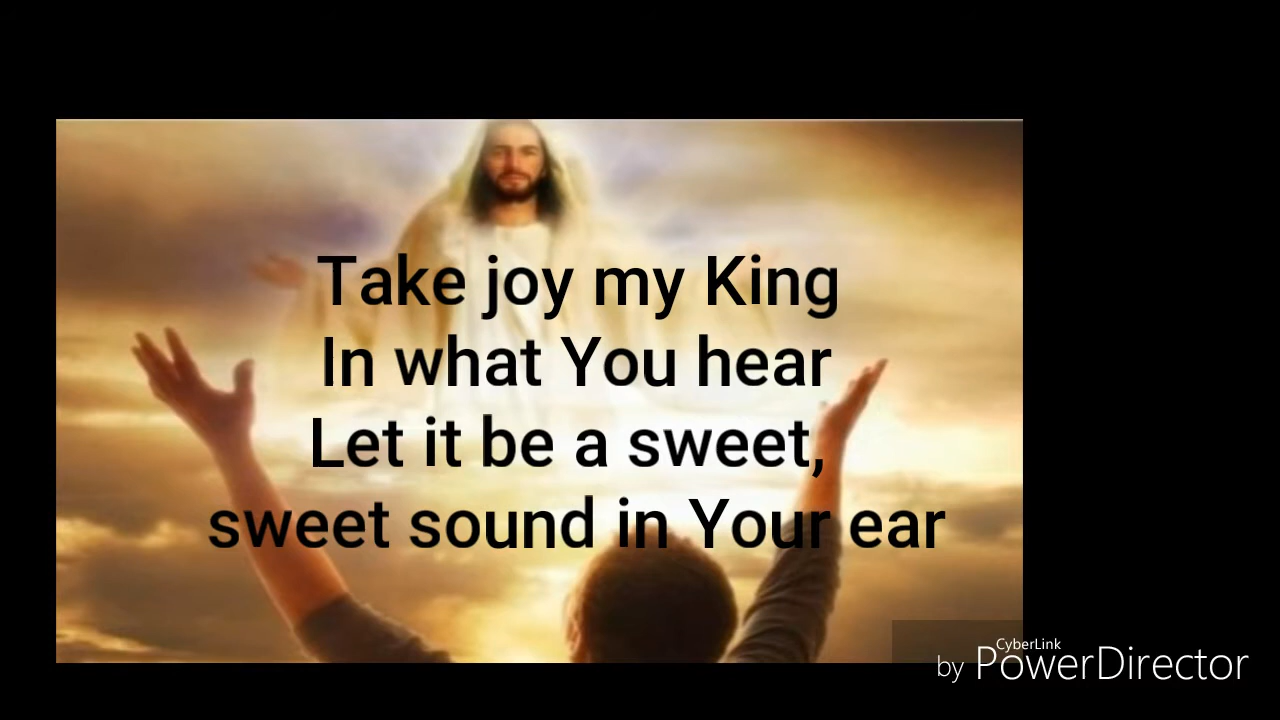 Take joy my King
In what You hear
Let it be a sweet,
sweet sound in Your ear
CyberLink
by PowerDirector